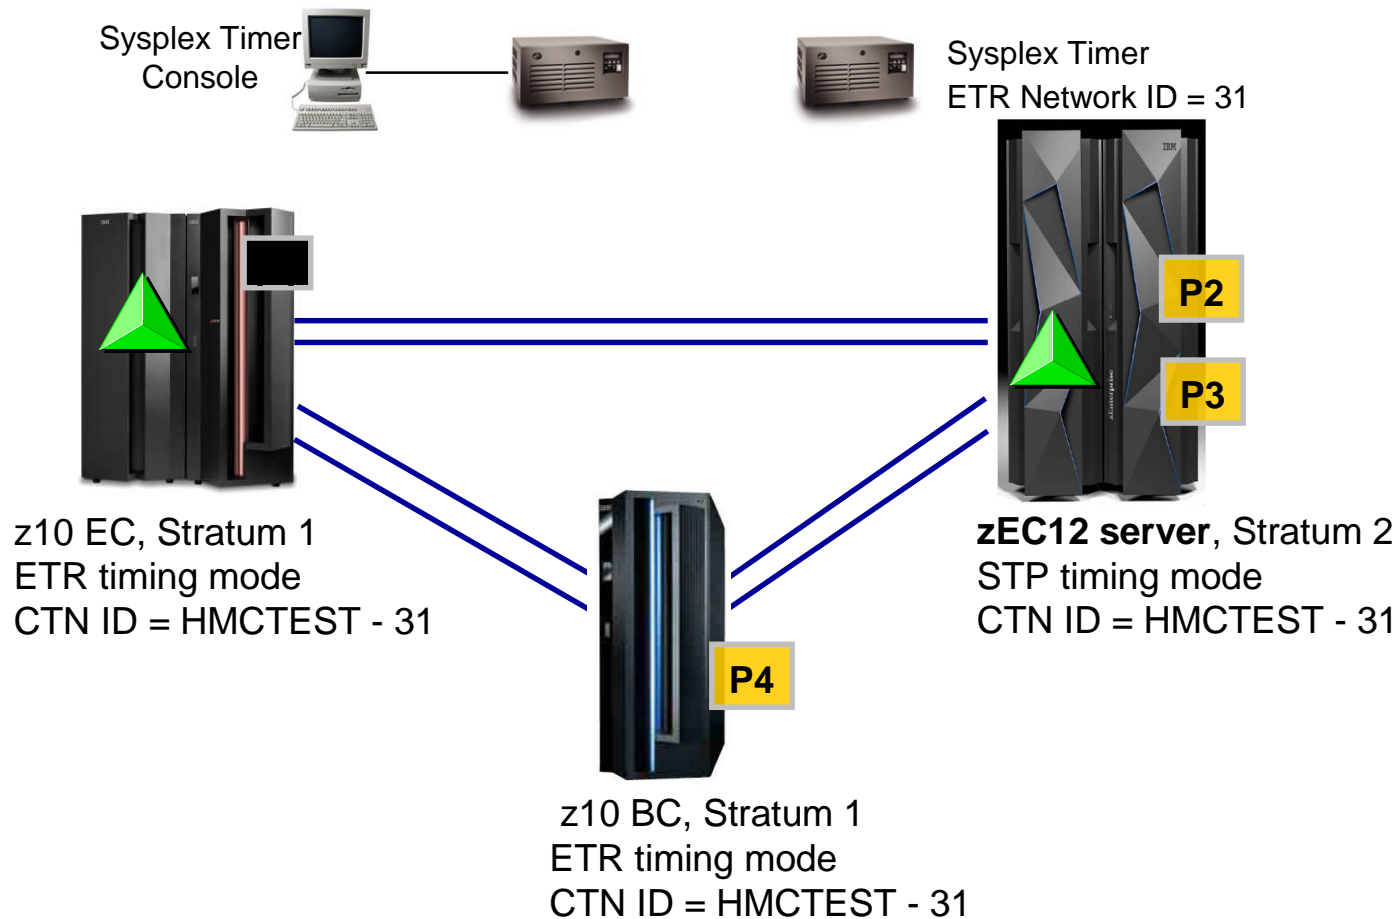 Sysplex Timer
Console
Sysplex Timer
ETR Network ID = 31
IBM
P2
P3
zEnterprise
z10 EC, Stratum 1
ETR timing mode
CTN ID = HMCTEST - 31
zEC12 server, Stratum 2
STP timing mode
CTN ID = HMCTEST - 31
P4
z10 BC, Stratum 1
ETR timing mode
CTN ID = HMCTEST - 31